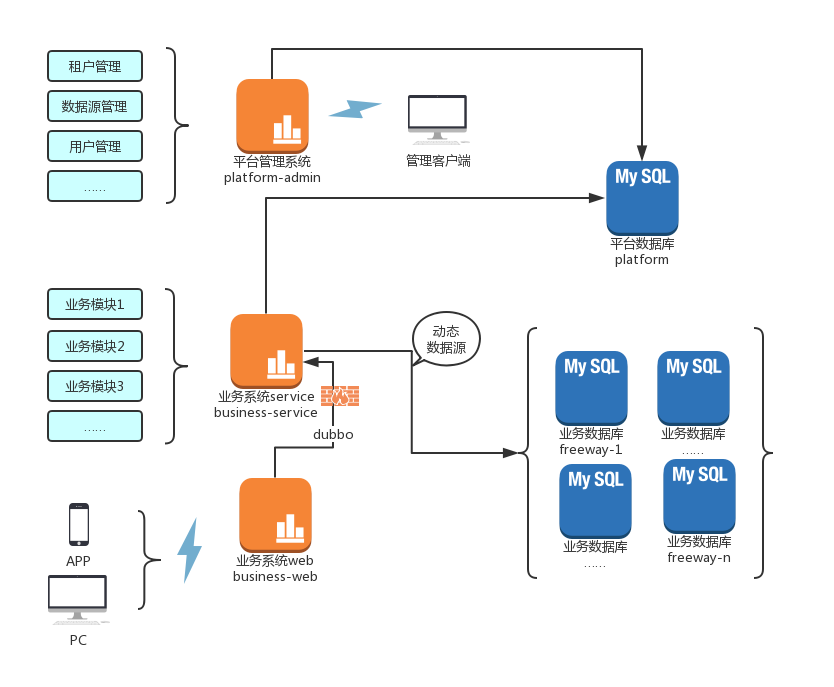 租户管理
数据源管理
用户管理
......
平台管理系统
platform-admin
管理客户端
My SQL
平台数据库
platform
业务模块1
业务模块2
业务模块3
......
业务系统service
business-service
动态
数据源
dubbo
My SQL
业务数据库
freeway-1
My SQL
业务数据库
......
My SQL
业务数据库
......
My SQL
业务数据库
freeway-n
业务系统web
business-web
APP
PC